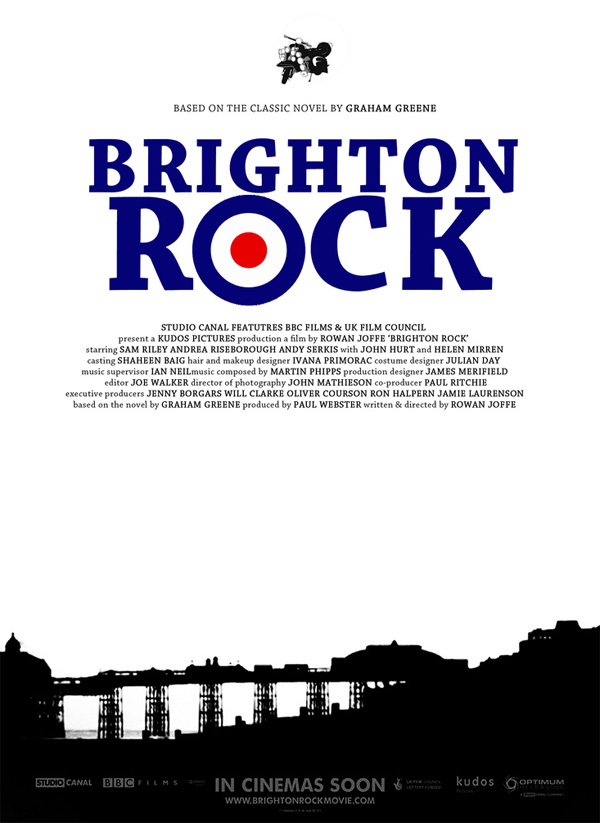 BASED ON THE CLASSIC NOVEL BY GRAHAM GREENE
BRIGHTON
ROCK
STUDIO CANAL FEATUTRES BBC FILMS & UK FILM COUNCIL
present a KUDOS PICTURES production a film by ROWAN JOFFE ‘BRIGHTON ROCK’
starring SAM RILEY ANDREA RISEBOROUGH ANDY SERKIS with JOHN HURT and HELEN MIRREN
casting SHAHEEN BAIG hair and makeup designer IVANA PRIMORAC costume designer JULIAN DAY
music supervisor IAN NEILmusic composed by MARTIN PHIPPS production designer JAMES MERIFIELD
editor JOE WALKER director of photography JOHN MATHIESON co-producer PAUL RITCHIE
executive producers JENNY BORGARS WILL CLARKE OLIVER COURSON RON HALPERN JAMIE LAURENSON
based on the novel by GRAHAM GREENE produced by PAUL WEBSTER written & directed by ROWAN JOFFE
STUDIO CANAL BBC FILMS IN CINEMAS SOON UK FILM COUNCIL LOTTERY FUNDED kudos OPTIMUM RELEASING
WWW.BRIGHTONROCKMOVIE.COM